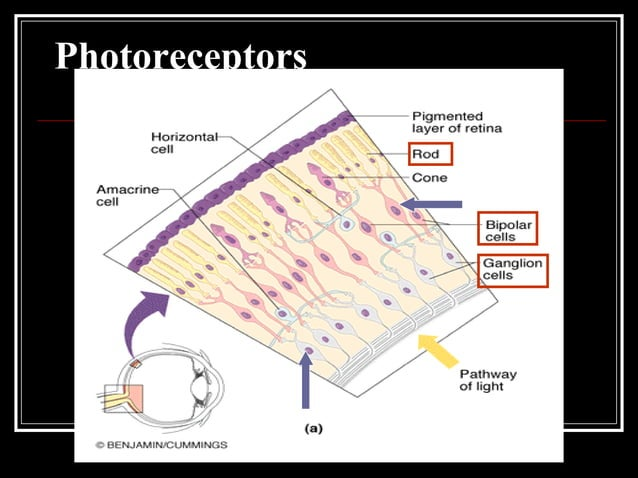 Photoreceptors
Pigmented
layer of retina
Horizontal
cell
Rod
Cone
Amacrine
cell
Bipolar
cells
Ganglion
cells
Pathway
of light
(a)
© BENJAMIN/CUMMINGS